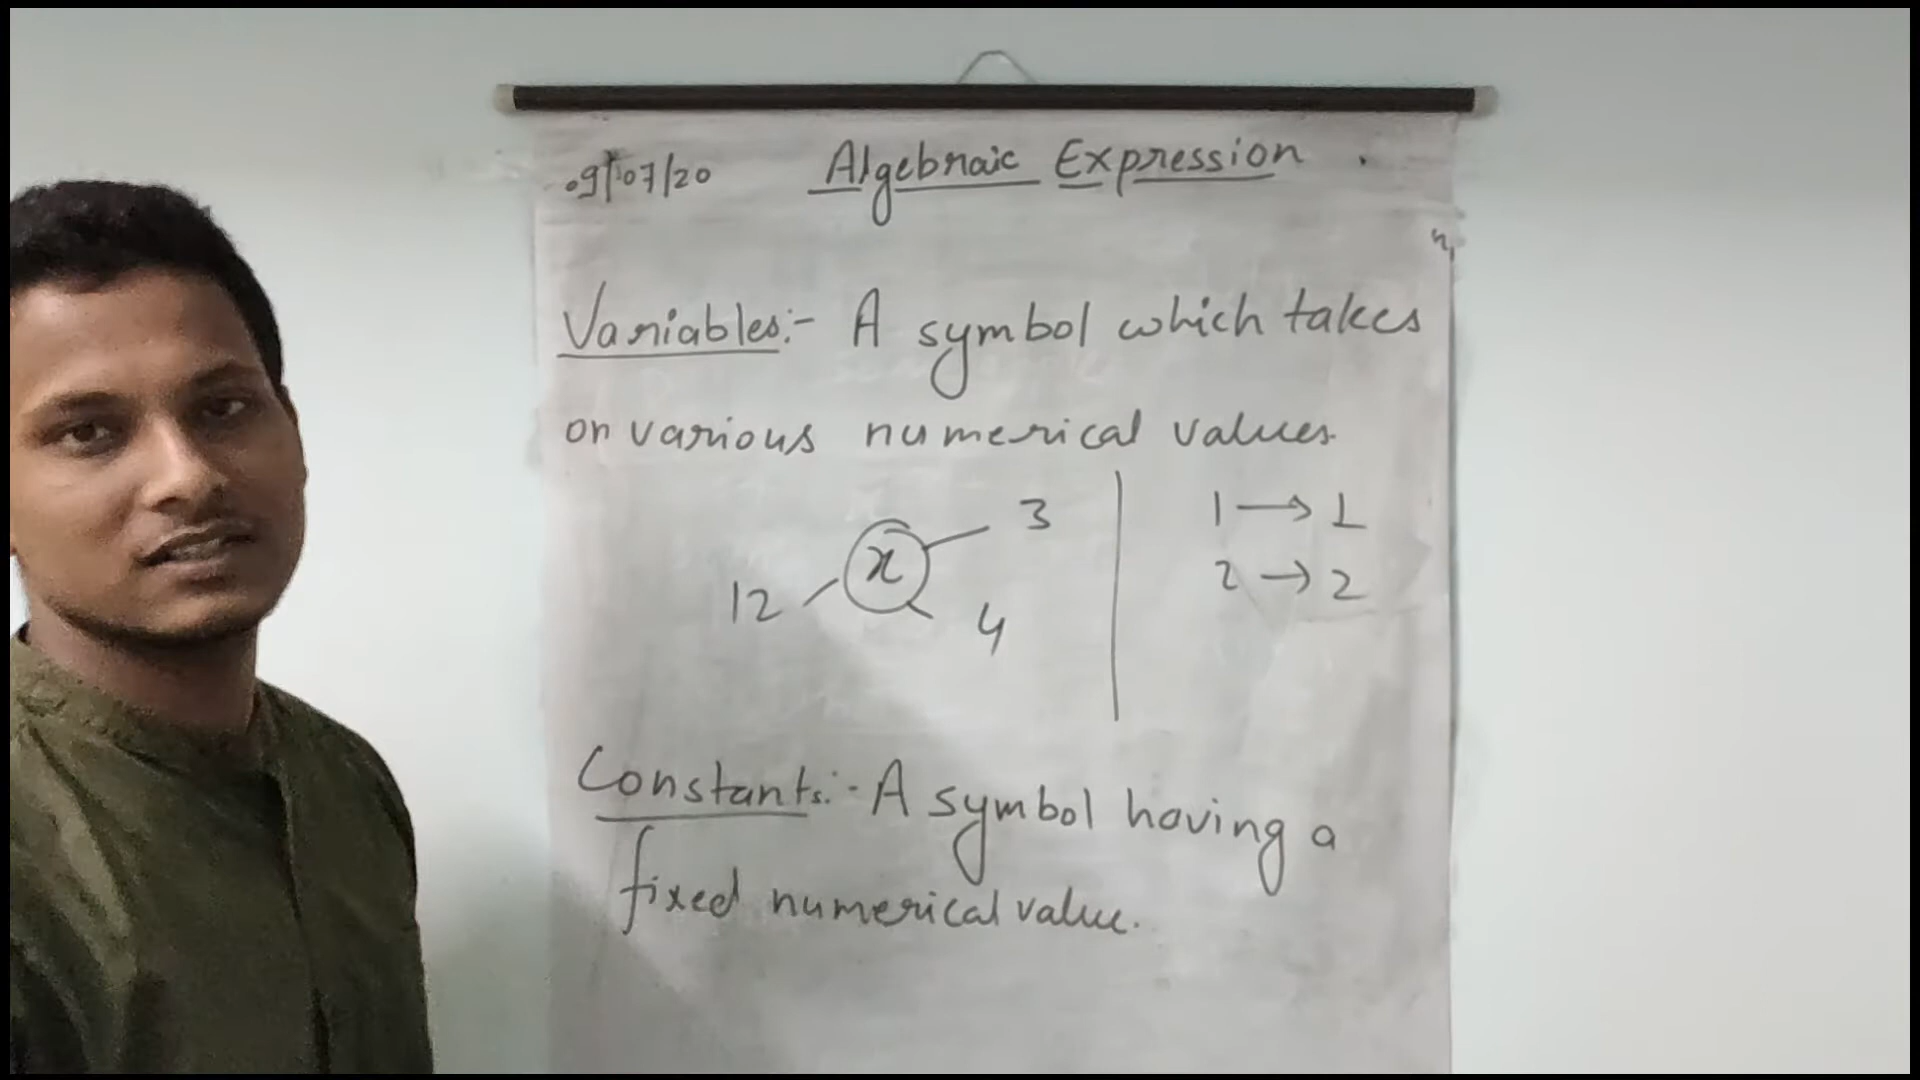 09/07/20 Algebraic Expression .
Variables:- A symbol which takes
on various numerical values.
3
1 → 1
x
12
2 → 2
4
Constants:- A symbol having a
fixed numerical value.